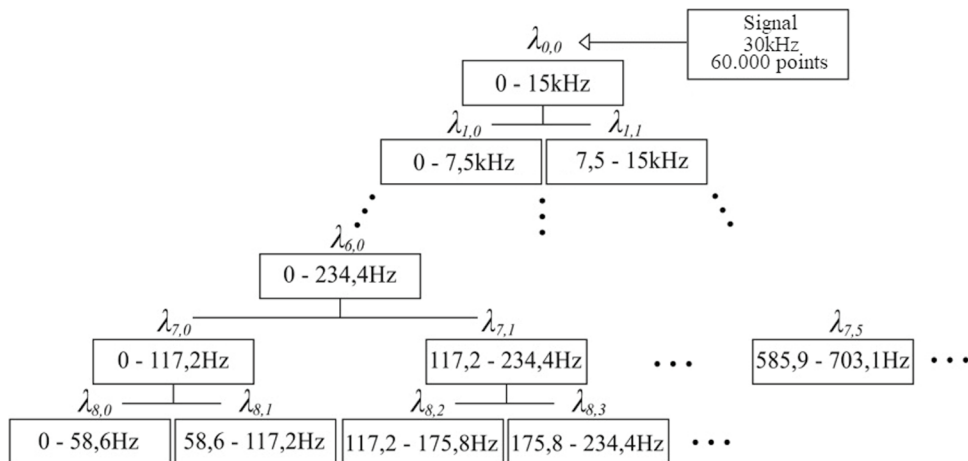 Signal
30kHz
60.000 points
λ0,0
0 - 15kHz
λ1,0 λ1,1
0 - 7,5kHz 7,5 - 15kHz
λ6,0
0 - 234,4Hz
λ7,0 λ7,1 λ7,5
0 - 117,2Hz 117,2 - 234,4Hz 585,9 - 703,1Hz
λ8,0 λ8,1 λ8,2 λ8,3
0 - 58,6Hz 58,6 - 117,2Hz 117,2 - 175,8Hz 175,8 - 234,4Hz